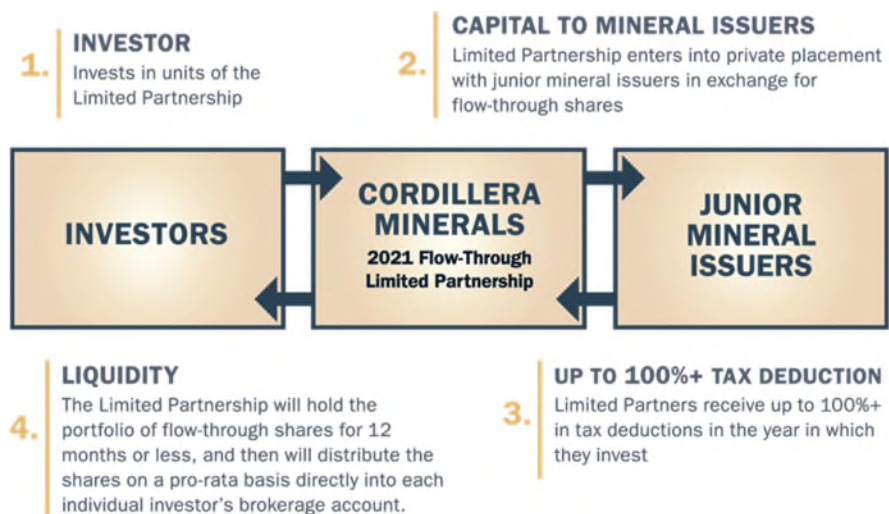 1.
INVESTOR
Invests in units of the
Limited Partnership
2.
CAPITAL TO MINERAL ISSUERS
Limited Partnership enters into private placement
with junior mineral issuers in exchange for
flow-through shares
INVESTORS
CORDILLERA
MINERALS
2021 Flow-Through
Limited Partnership
JUNIOR
MINERAL
ISSUERS
3.
UP TO 100%+ TAX DEDUCTION
Limited Partners receive up to 100%+
in tax deductions in the year in which
they invest
4.
LIQUIDITY
The Limited Partnership will hold the
portfolio of flow-through shares for 12
months or less, and then will distribute the
shares on a pro-rata basis directly into each
individual investor's brokerage account.